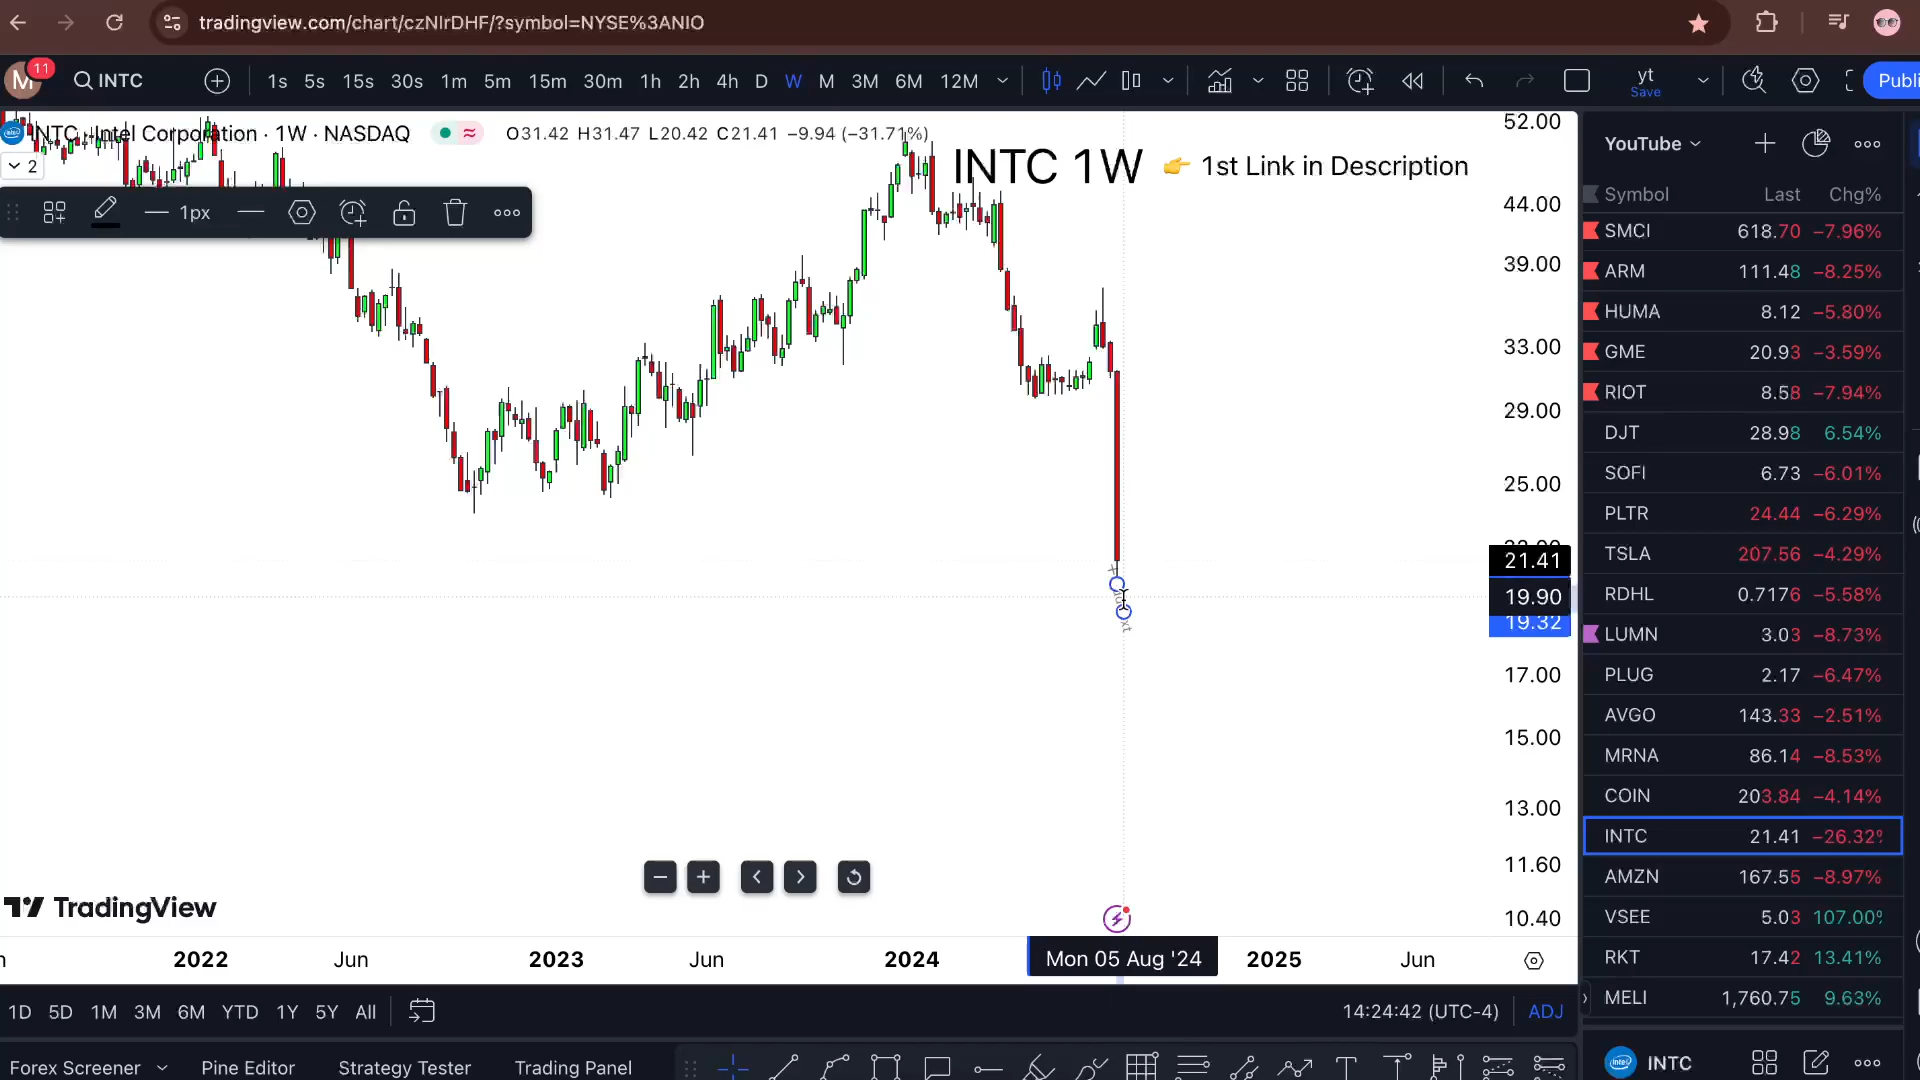 tradingview.com/chart/czNlrDHF/?symbol=NYSE%3ANIO
M 11 INTC 1s 5s 15s 30s 1m 5m 15m 30m 1h 2h 4h D W M 3M 6M 12M yt Save Publi
INTC · Intel Corporation · 1W · NASDAQ O31.42 H31.47 L20.42 C21.41 −9.94 (−31.71%)
2
1px
INTC 1W 👉 1st Link in Description
52.00
44.00
39.00
33.00
29.00
25.00
21.41
19.90
19.32
17.00
15.00
13.00
11.60
10.40
TradingView
2022 Jun 2023 Jun 2024 Mon 05 Aug '24 2025 Jun
1D 5D 1M 3M 6M YTD 1Y 5Y All 14:24:42 (UTC-4) ADJ
Forex Screener Pine Editor Strategy Tester Trading Panel
YouTube
Symbol Last Chg%
SMCI 618.70 −7.96%
ARM 111.48 −8.25%
HUMA 8.12 −5.80%
GME 20.93 −3.59%
RIOT 8.58 −7.94%
DJT 28.98 6.54%
SOFI 6.73 −6.01%
PLTR 24.44 −6.29%
TSLA 207.56 −4.29%
RDHL 0.7176 −5.58%
LUMN 3.03 −8.73%
PLUG 2.17 −6.47%
AVGO 143.33 −2.51%
MRNA 86.14 −8.53%
COIN 203.84 −4.14%
INTC 21.41 −26.32%
AMZN 167.55 −8.97%
VSEE 5.03 107.00%
RKT 17.42 13.41%
MELI 1,760.75 9.63%
intel INTC